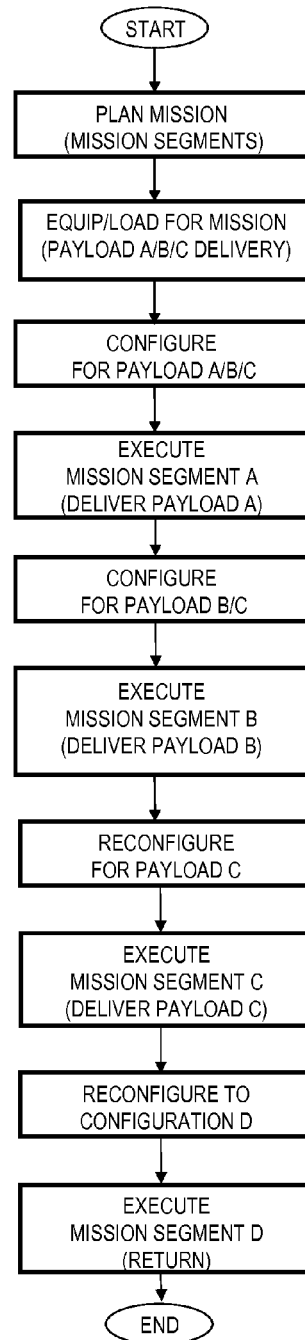 START
PLAN MISSION
(MISSION SEGMENTS)
EQUIP/LOAD FOR MISSION
(PAYLOAD A/B/C DELIVERY)
CONFIGURE
FOR PAYLOAD A/B/C
EXECUTE
MISSION SEGMENT A
(DELIVER PAYLOAD A)
CONFIGURE
FOR PAYLOAD B/C
EXECUTE
MISSION SEGMENT B
(DELIVER PAYLOAD B)
RECONFIGURE
FOR PAYLOAD C
EXECUTE
MISSION SEGMENT C
(DELIVER PAYLOAD C)
RECONFIGURE TO
CONFIGURATION D
EXECUTE
MISSION SEGMENT D
(RETURN)
END